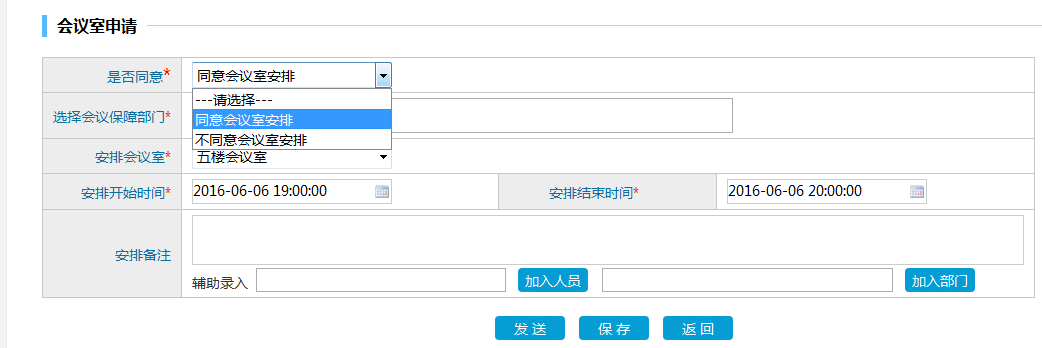 会议室申请
是否同意* 同意会议室安排
---请选择---
同意会议室安排
不同意会议室安排
选择会议保障部门*
安排会议室* 五楼会议室
安排开始时间* 2016-06-06 19:00:00 安排结束时间* 2016-06-06 20:00:00
安排备注
辅助录入 加入人员 加入部门
发送 保存 返回